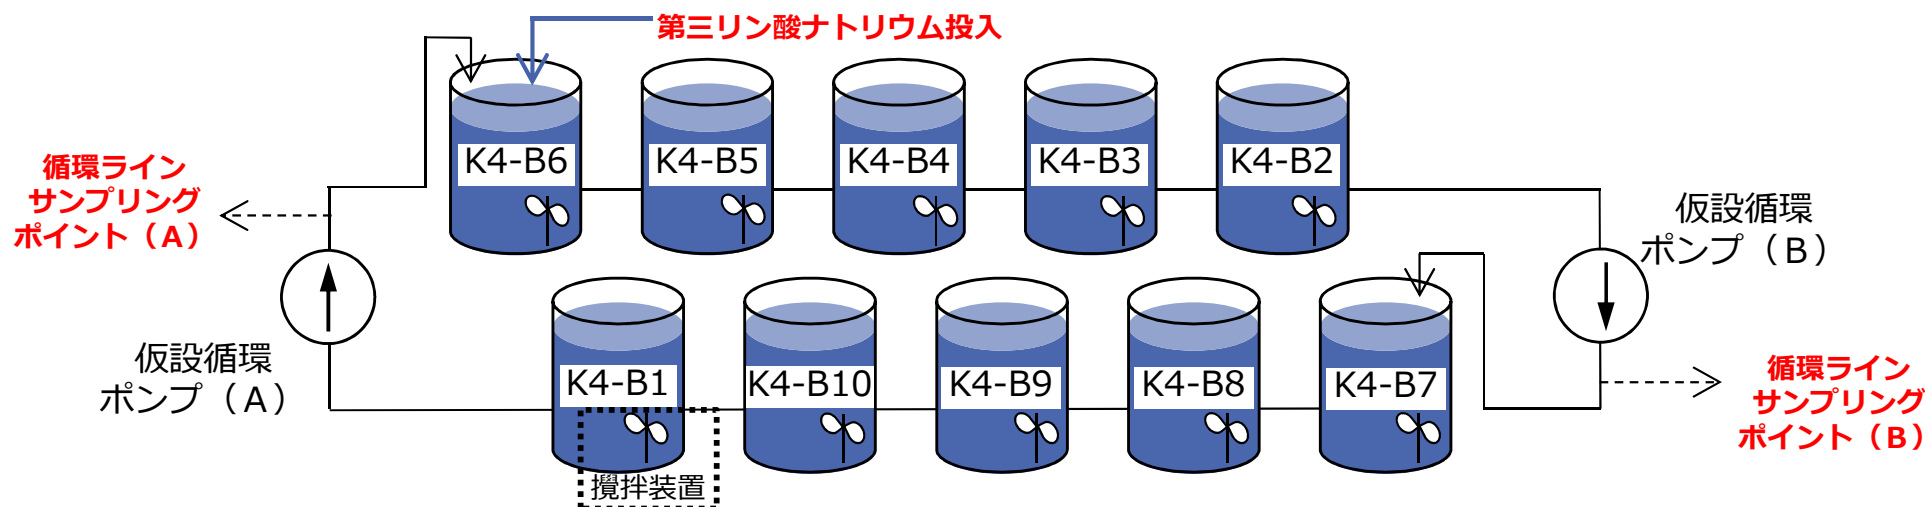 第三リン酸ナトリウム投入
K4-B6
K4-B5
K4-B4
K4-B3
K4-B2
循環ライン
サンプリング
ポイント（A）
仮設循環
ポンプ（B）
仮設循環
ポンプ（A）
K4-B1
K4-B10
K4-B9
K4-B8
K4-B7
循環ライン
サンプリング
ポイント（B）
攪拌装置